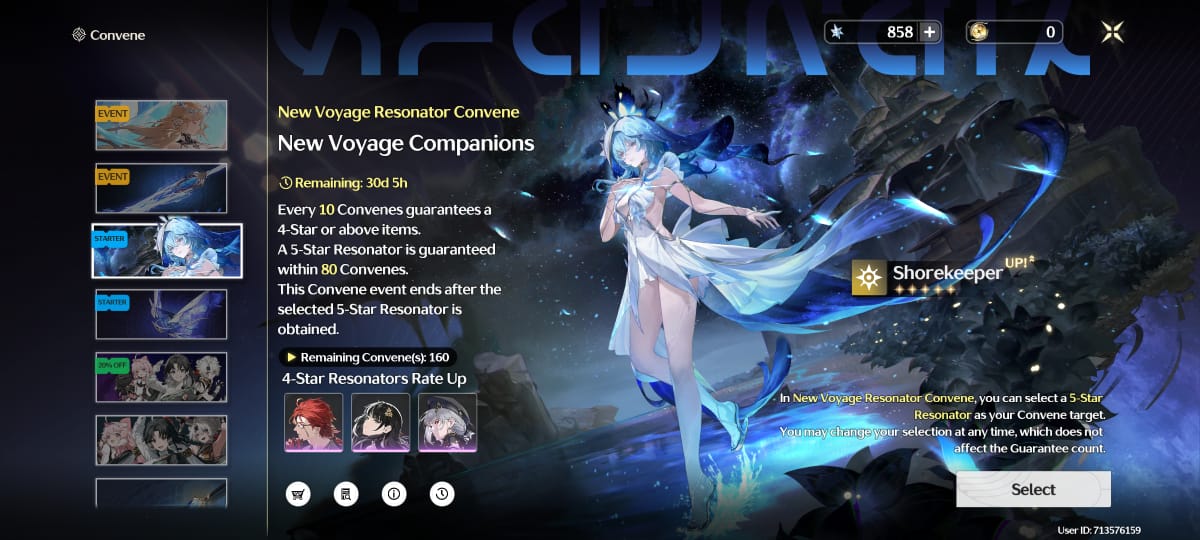 Convene
858
0
EVENT
EVENT
STARTER
STARTER
20% OFF
New Voyage Resonator Convene
New Voyage Companions
Remaining: 30d 5h
Every 10 Convenes guarantees a
4-Star or above items.
A 5-Star Resonator is guaranteed
within 80 Convenes.
This Convene event ends after the
selected 5-Star Resonator is
obtained.
Remaining Convene(s): 160
4-Star Resonators Rate Up
Shorekeeper
UP!
In New Voyage Resonator Convene, you can select a 5-Star
Resonator as your Convene target.
You may change your selection at any time, which does not
affect the Guarantee count.
Select
User ID: 713576159